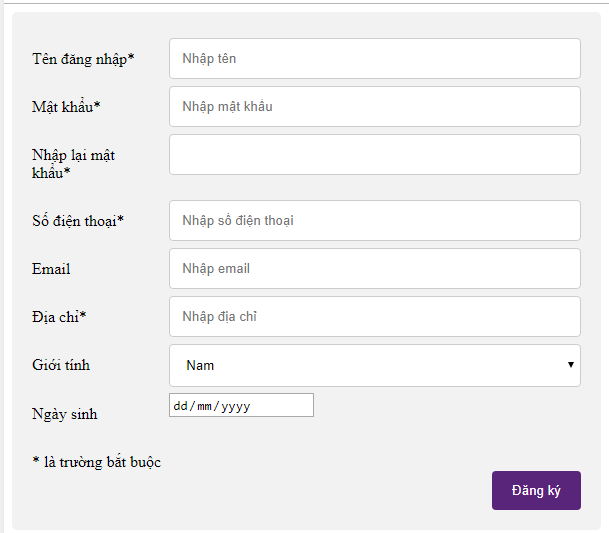 Tên đăng nhập* Nhập tên
Mật khẩu* Nhập mật khẩu
Nhập lại mật
khẩu*
Số điện thoại* Nhập số điện thoại
Email Nhập email
Địa chỉ* Nhập địa chỉ
Giới tính Nam
Ngày sinh dd/mm/yyyy
* là trường bắt buộc
Đăng ký